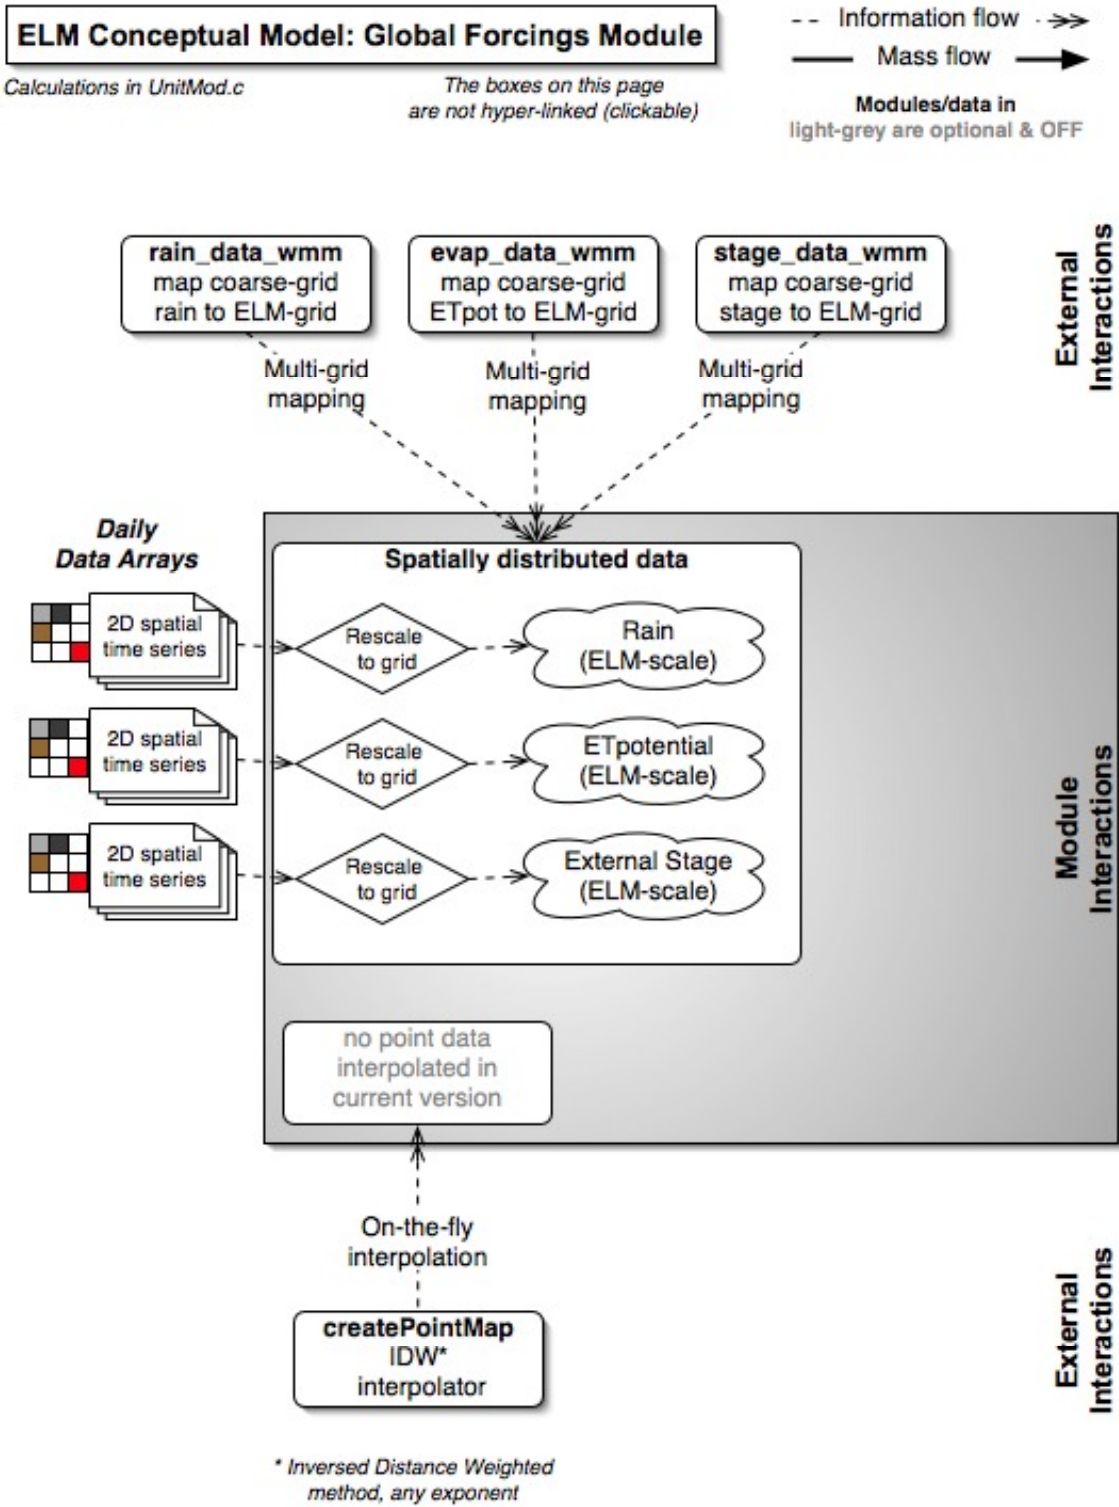 ELM Conceptual Model: Global Forcings Module
Calculations in UnitMod.c
The boxes on this page
are not hyper-linked (clickable)
Information flow
Mass flow
Modules/data in
light-grey are optional & OFF
rain_data_wmm
map coarse-grid
rain to ELM-grid
evap_data_wmm
map coarse-grid
ETpot to ELM-grid
stage_data_wmm
map coarse-grid
stage to ELM-grid
External
Interactions
Multi-grid
mapping
Multi-grid
mapping
Multi-grid
mapping
Daily
Data Arrays
Spatially distributed data
2D spatial
time series
Rescale
to grid
Rain
(ELM-scale)
2D spatial
time series
Rescale
to grid
ETpotential
(ELM-scale)
2D spatial
time series
Rescale
to grid
External Stage
(ELM-scale)
Module
Interactions
no point data
interpolated in
current version
On-the-fly
interpolation
createPointMap
IDW*
interpolator
External
Interactions
* Inversed Distance Weighted
method, any exponent